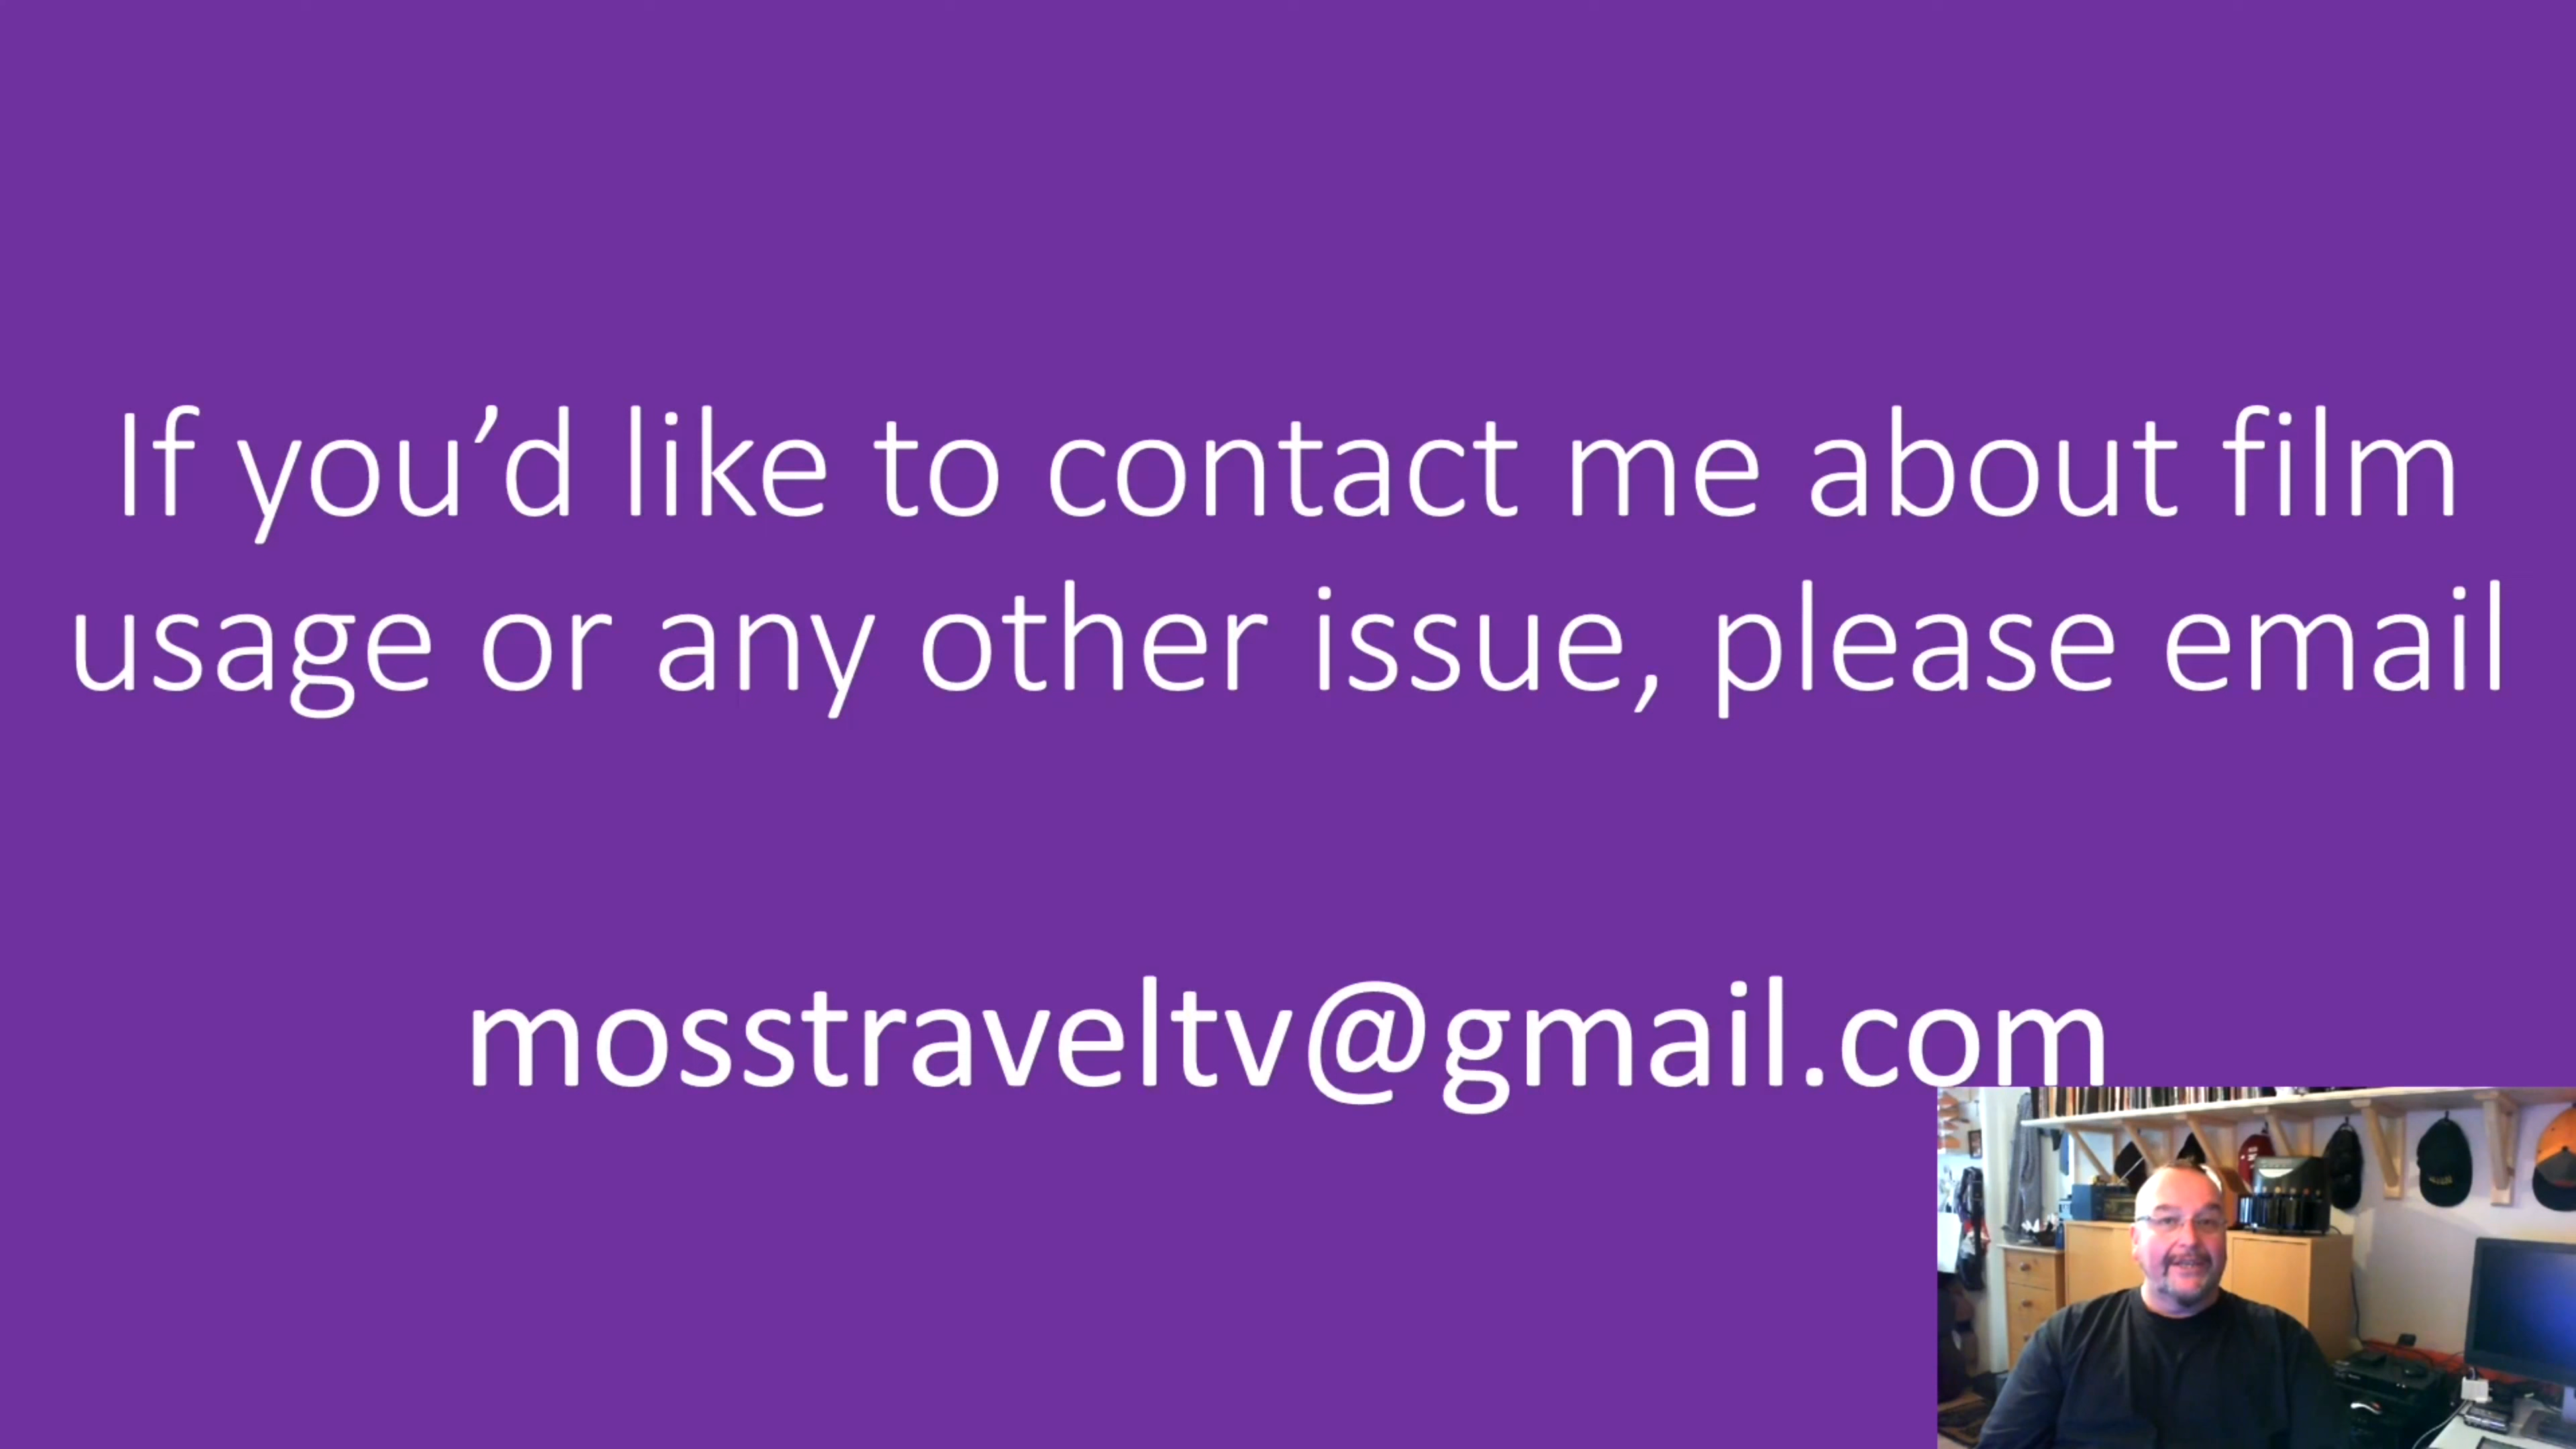 If you’d like to contact me about film
usage or any other issue, please email
mosstraveltv@gmail.com